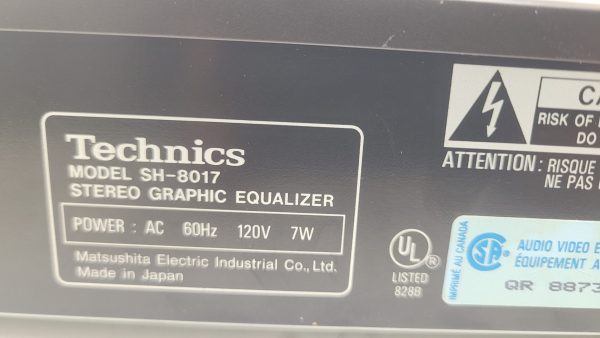 Technics
MODEL SH-8017
STEREO GRAPHIC EQUALIZER
POWER : AC 60Hz 120V 7W
Matsushita Electric Industrial Co., Ltd.
Made in Japan
UL
®
LISTED
828B
CA
RISK OF
DO
ATTENTION : RISQUE
NE PAS
IMPRIMÉ AU CANADA
AUDIO VIDEO E
ÉQUIPEMENT A
QR 8873